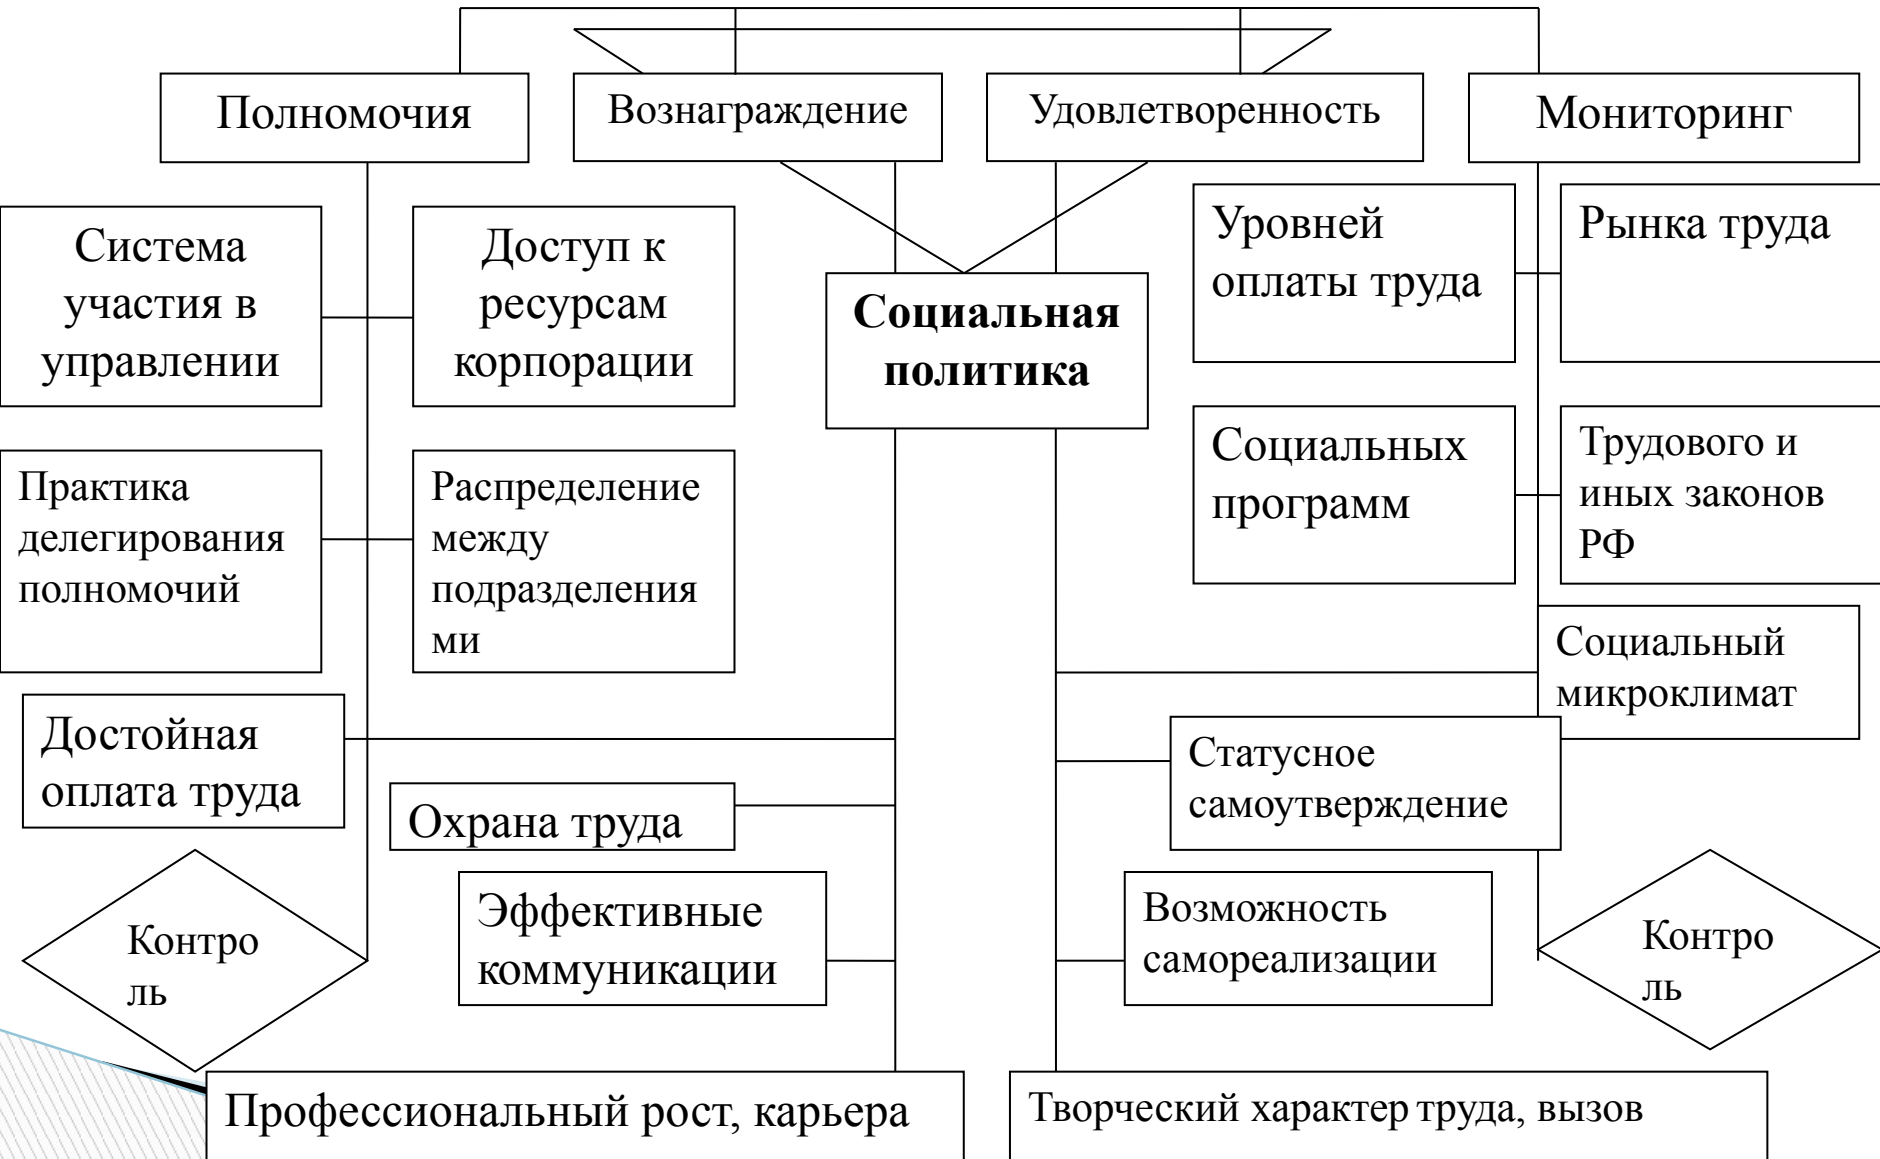 Полномочия
Вознаграждение
Удовлетворенность
Мониторинг
Система
участия в
управлении
Доступ к
ресурсам
корпорации
Социальная
политика
Уровней
оплаты труда
Рынка труда
Практика
делегирования
полномочий
Распределение
между
подразделения
ми
Социальных
программ
Трудового и
иных законов
РФ
Социальный
микроклимат
Достойная
оплата труда
Охрана труда
Статусное
самоутверждение
Контро
ль
Эффективные
коммуникации
Возможность
самореализации
Контро
ль
Профессиональный рост, карьера
Творческий характер труда, вызов